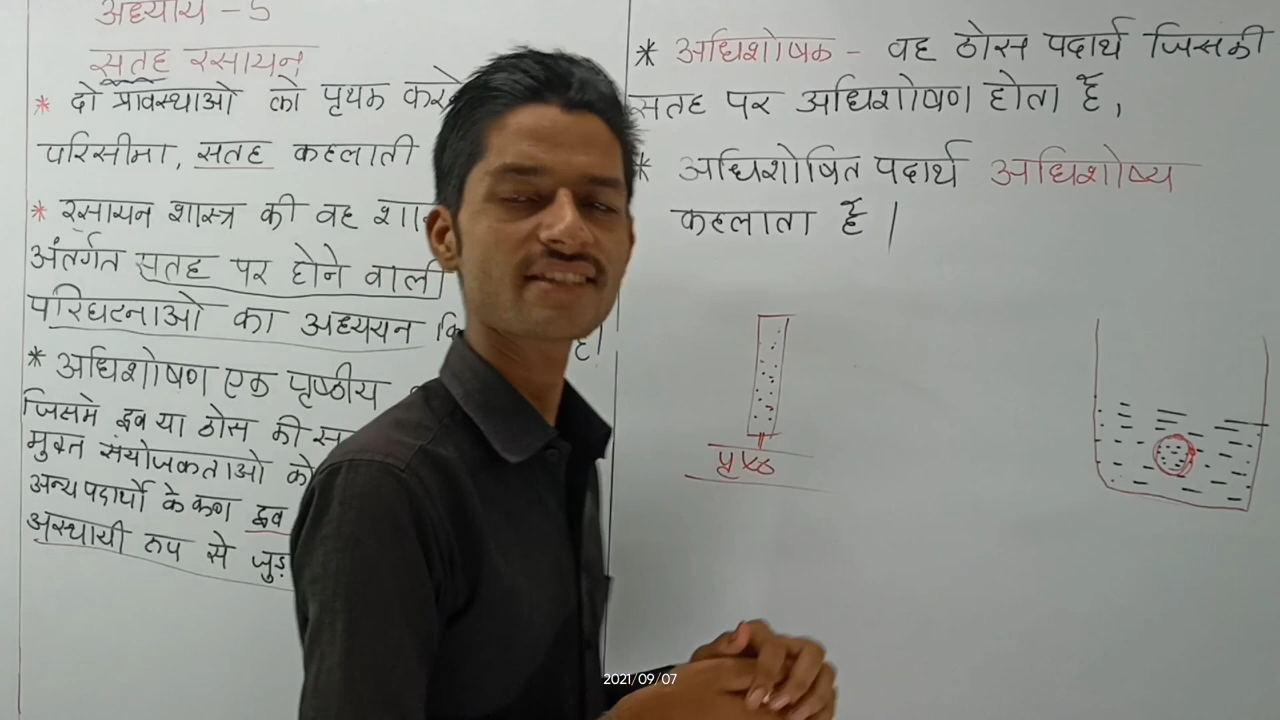 अध्याय - 5
सतह रसायन
* दो प्रावस्थाओं को पृथक करने
परिसीमा, सतह कहलाती
* रसायन शास्त्र की वह
अंतर्गत सतह पर होने वाली
परिघटनाओ का अध्ययन
है।
* अधिशोषण एक पृष्ठीय
जिसमे द्रव या ठोस की
मुक्त संयोजकताओ को
अन्य पदार्थो के कण द्रव
अस्थायी रुप से जुड़
* अधिशोषक - वह ठोस पदार्थ जिसकी
सतह पर अधिशोषण होता है,
* अधिशोषित पदार्थ अधिशोष्य
कहलाता है |
पृष्ठ
2021/09/07